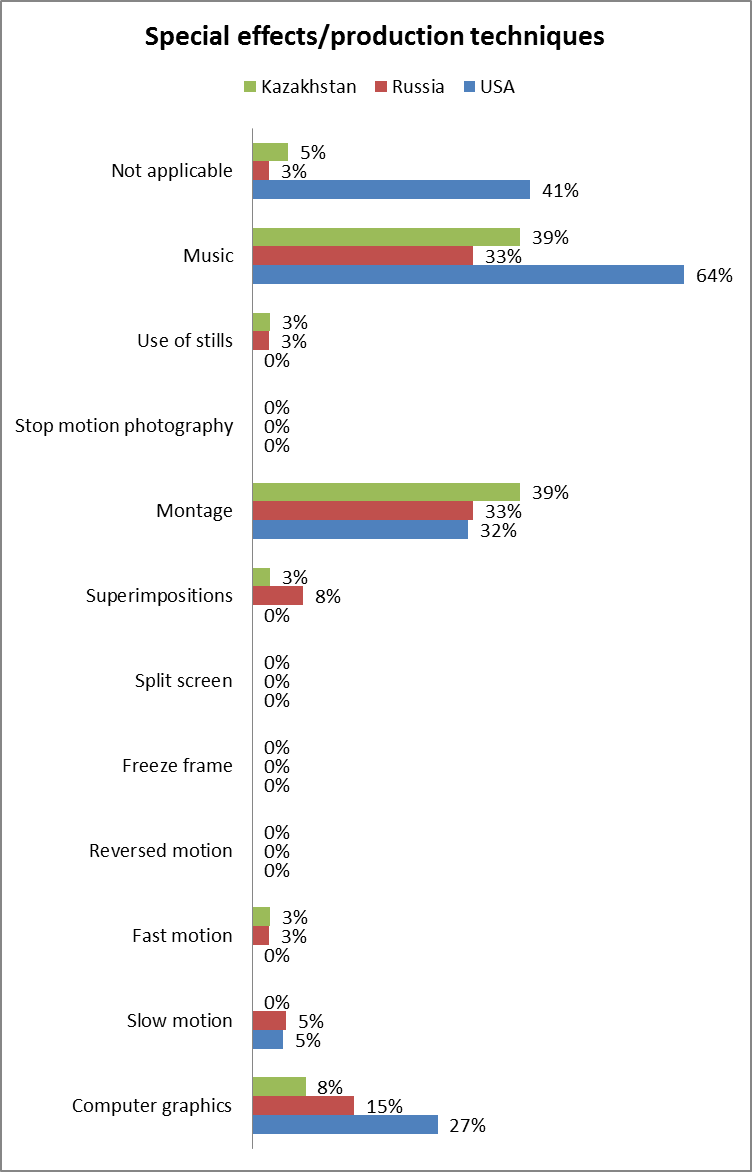 Special effects/production techniques
Kazakhstan Russia USA
Not applicable
5%
3%
41%
Music
39%
33%
64%
Use of stills
3%
3%
0%
Stop motion photography
0%
0%
0%
Montage
39%
33%
32%
Superimpositions
3%
8%
0%
Split screen
0%
0%
0%
Freeze frame
0%
0%
0%
Reversed motion
0%
0%
0%
Fast motion
3%
3%
0%
Slow motion
0%
5%
5%
Computer graphics
8%
15%
27%